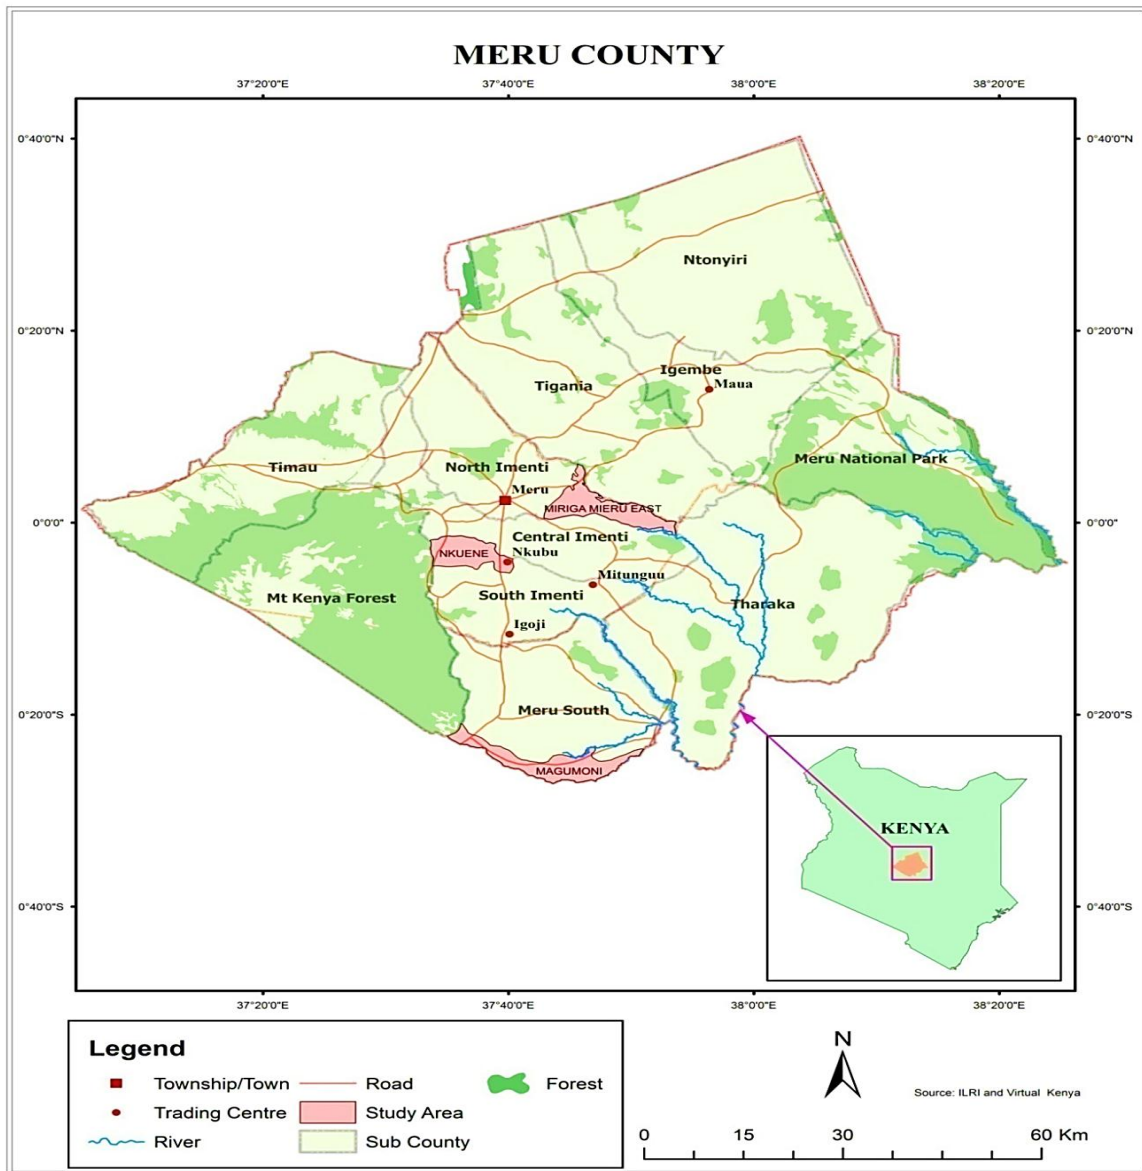 MERU COUNTY
37°20'0"E
37°40'0"E
38°0'0"E
38°20'0"E
0°40'0"N
0°40'0"N
Ntonyiri
0°20'0"N
0°20'0"N
Igembe
Tigania
Maua
Timau
North Imenti
Meru National Park
Meru
MIRIGA MIERU EAST
0°0'0"
0°0'0"
Central Imenti
NKUENE
Nkubu
Mitunguu
Mt Kenya Forest
South Imenti
Tharaka
Igoji
Meru South
0°20'0"S
0°20'0"S
MAGUMONI
KENYA
0°40'0"S
0°40'0"S
37°20'0"E
37°40'0"E
38°0'0"E
38°20'0"E
Legend
Township/Town
Road
Forest
Trading Centre
Study Area
River
Sub County
N
Source: ILRI and Virtual Kenya
0
15
30
60 Km